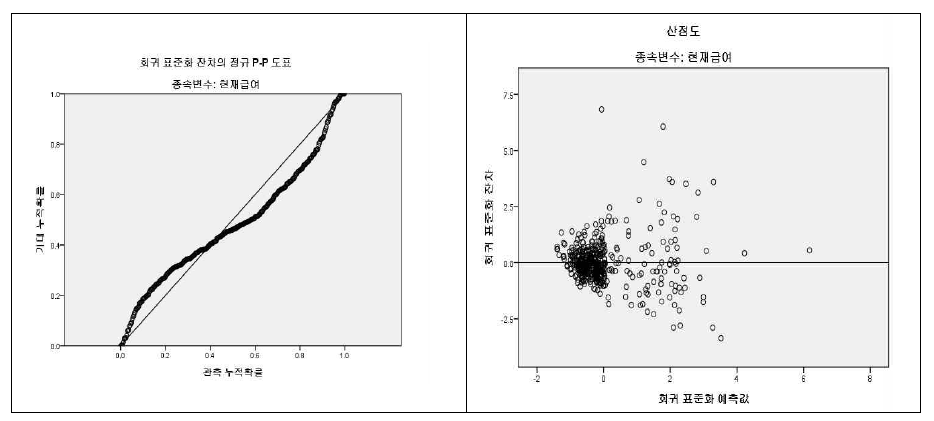 회귀 표준화 잔차의 정규 P-P 도표
종속변수: 현재급여
기대 누적확률
1.0
0.8
0.6
0.4
0.2
0.0
0.0 0.2 0.4 0.6 0.8 1.0
관측 누적확률
산점도
종속변수: 현재급여
회귀 표준화 잔차
7.5
5.0
2.5
0.0
-2.5
-2 0 2 4 6 8
회귀 표준화 예측값